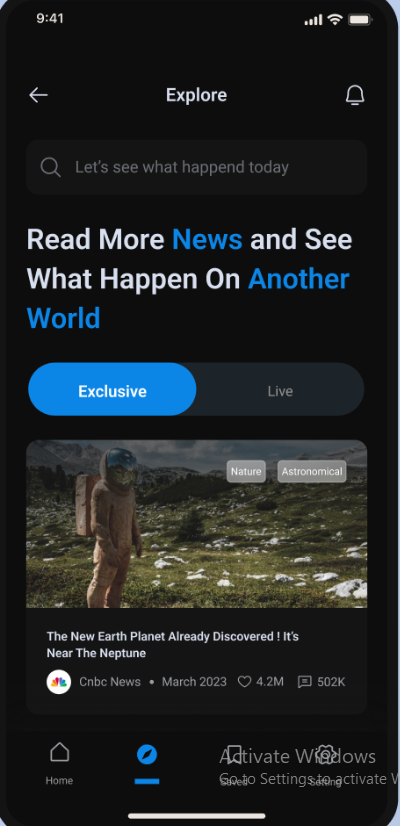 9:41
Explore
Let's see what happend today
Read More News and See
What Happen On Another
World
Exclusive
Live
Nature
Astronomical
The New Earth Planet Already Discovered ! It's
Near The Neptune
Cnbc News • March 2023 4.2M 502K
Activate Windows
Go to Settings to activate W
Home
Saved
Setting